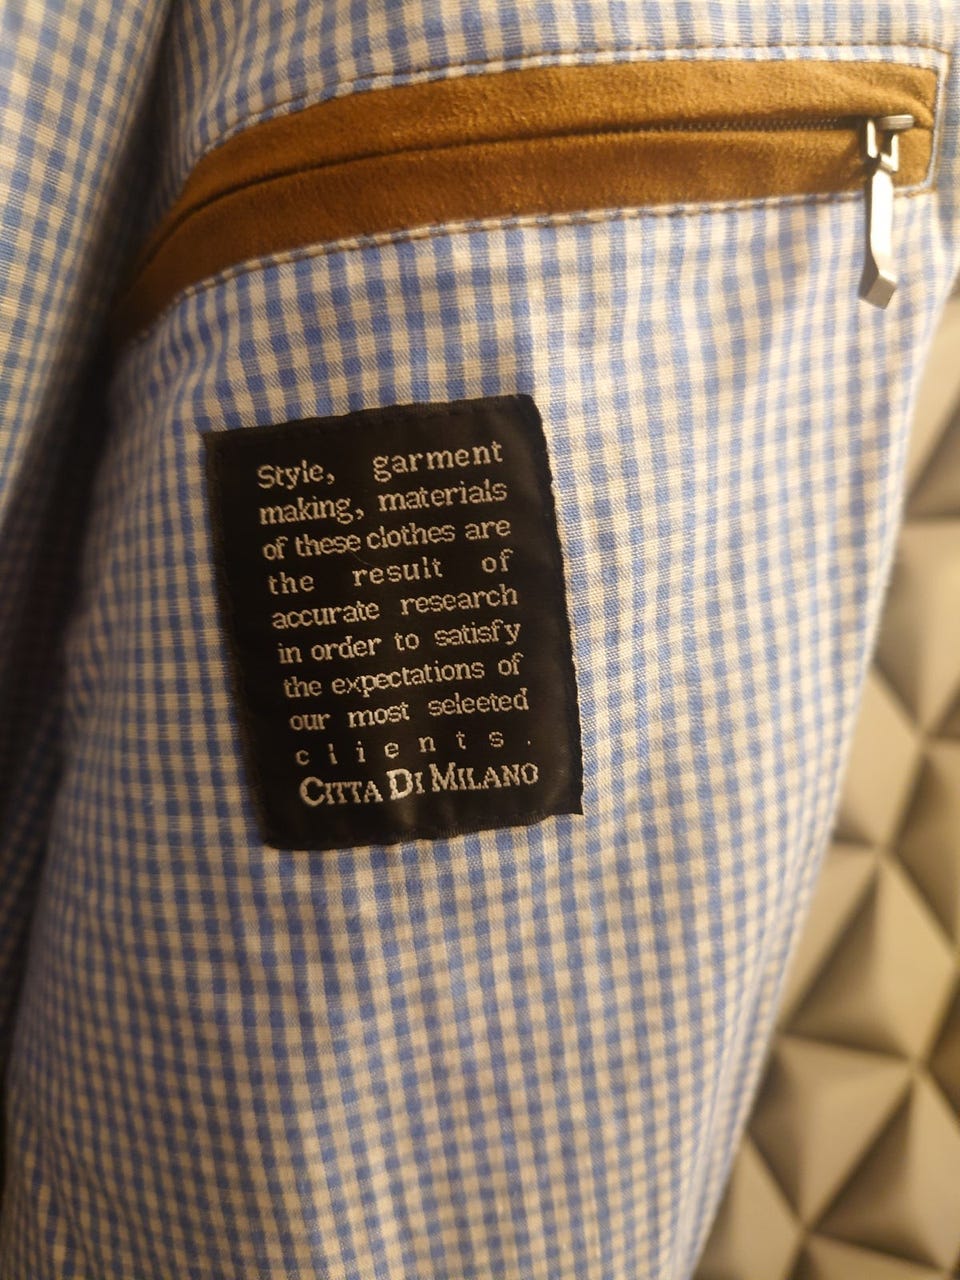 Style, garment
making, materials
of these clothes are
the result of
accurate research
in order to satisfy
the expectations of
our most seleeted
clients.
CITTA DI MILANO